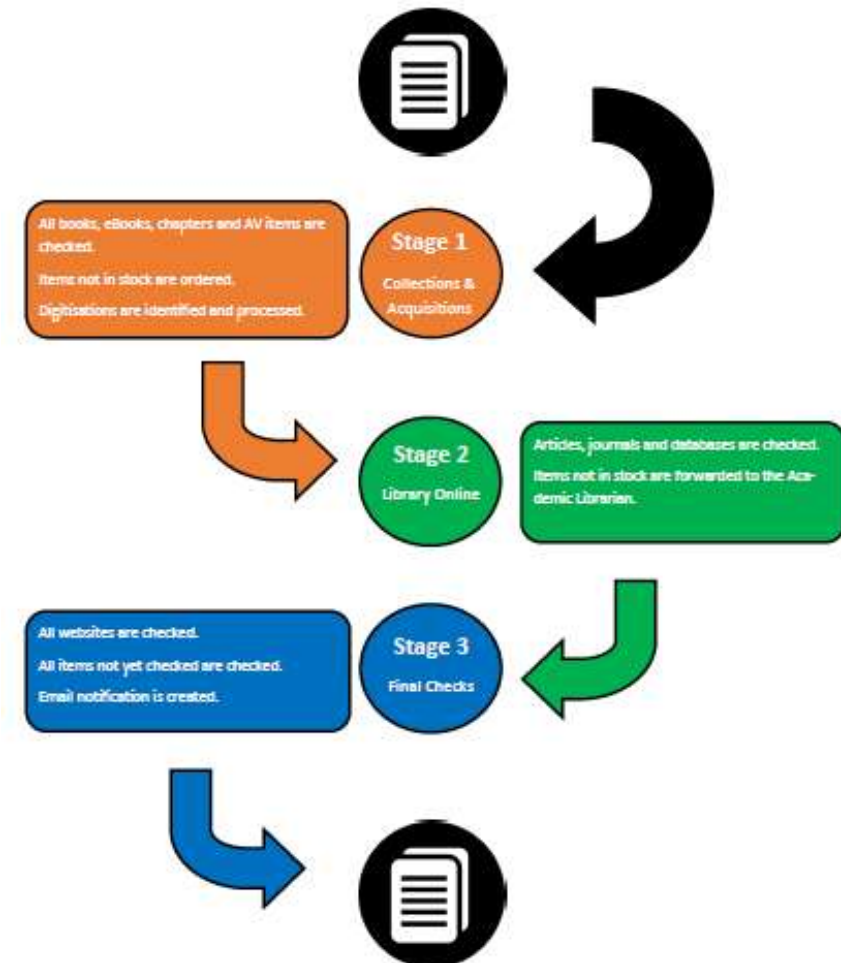 All books, eBooks, chapters and AV items are
checked.
Items not in stock are ordered.
Digitisations are identified and processed.
Stage 1
Collections &
Acquisitions
Stage 2
Library Online
Articles, journals and databases are checked.
Items not in stock are forwarded to the Aca-
demic Librarian.
All websites are checked.
All items not yet checked are checked.
Email notification is created.
Stage 3
Final Checks